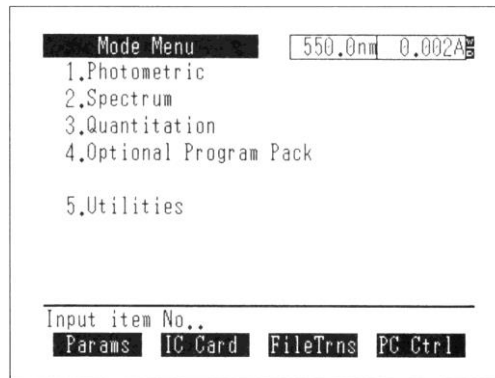 Mode Menu 550.0nm 0.002A
1.Photometric
2.Spectrum
3.Quantitation
4.Optional Program Pack
5.Utilities
Input item No..
Params IC Card FileTrns PC Ctrl